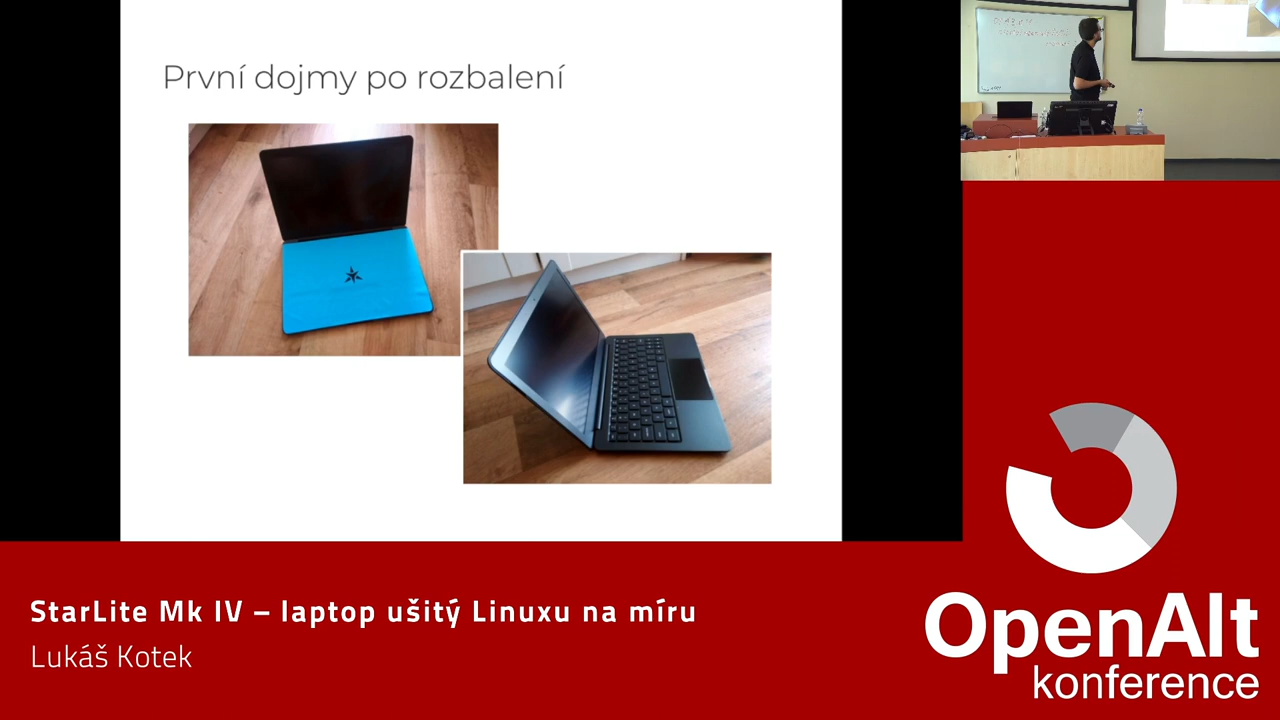 První dojmy po rozbalení
StarLite Mk IV – laptop ušitý Linuxu na míru
Lukáš Kotek
OpenAlt
konference